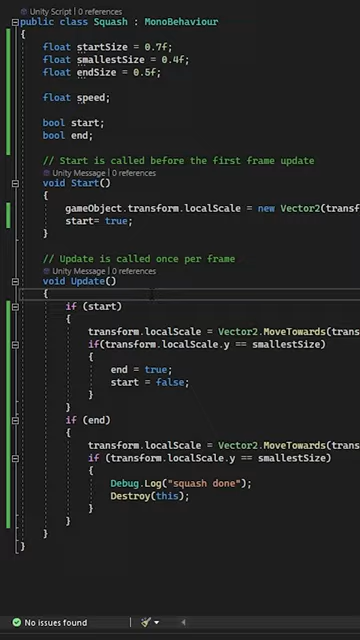 Unity Script | 0 references
public class Squash : MonoBehaviour
{
float startSize = 0.7f;
float smallestSize = 0.4f;
float endSize = 0.5f;
float speed;
bool start;
bool end;
// Start is called before the first frame update
Unity Message | 0 references
void Start()
{
gameObject.transform.localScale = new Vector2(transf
start= true;
}
// Update is called once per frame
Unity Message | 0 references
void Update()
{
if (start)
{
transform.localScale = Vector2.MoveTowards(trans
if(transform.localScale.y == smallestSize)
{
end = true;
start = false;
}
}
if (end)
{
transform.localScale = Vector2.MoveTowards(trans
if (transform.localScale.y == smallestSize)
{
Debug.Log("squash done");
Destroy(this);
}
}
}
}
No issues found